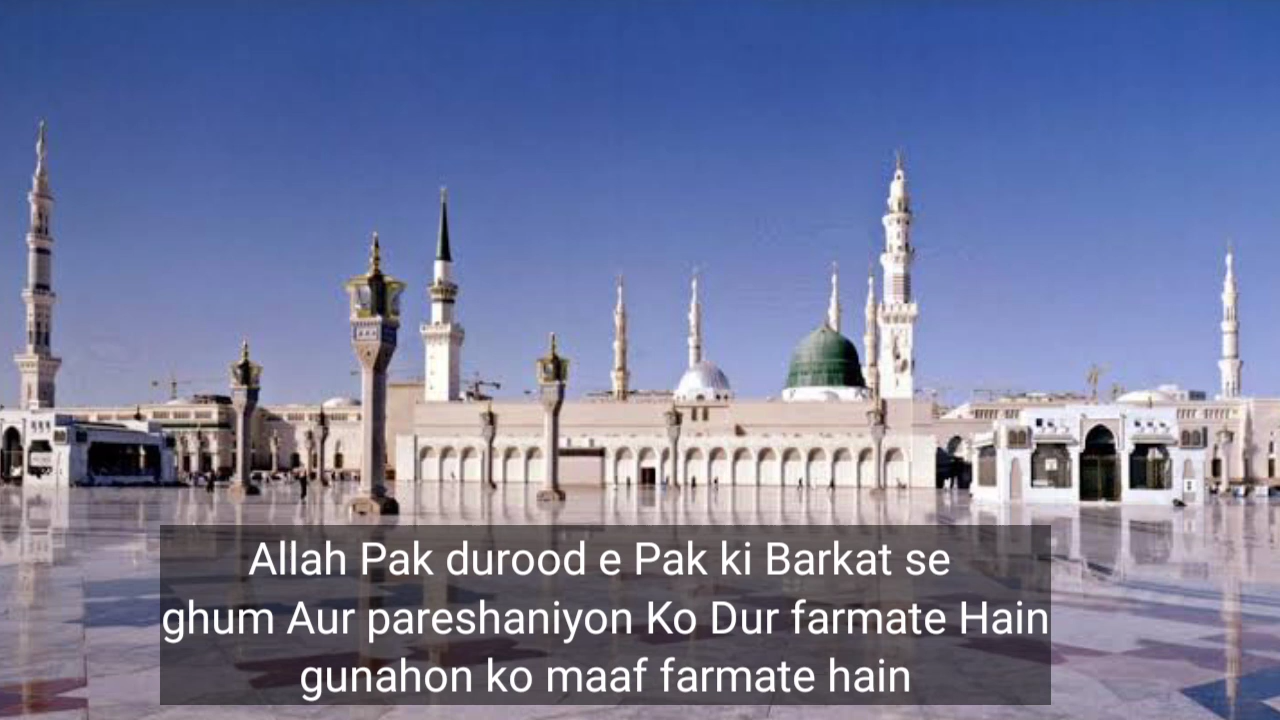 Allah Pak durood e Pak ki Barkat se
ghum Aur pareshaniyon Ko Dur farmate Hain
gunahon ko maaf farmate hain